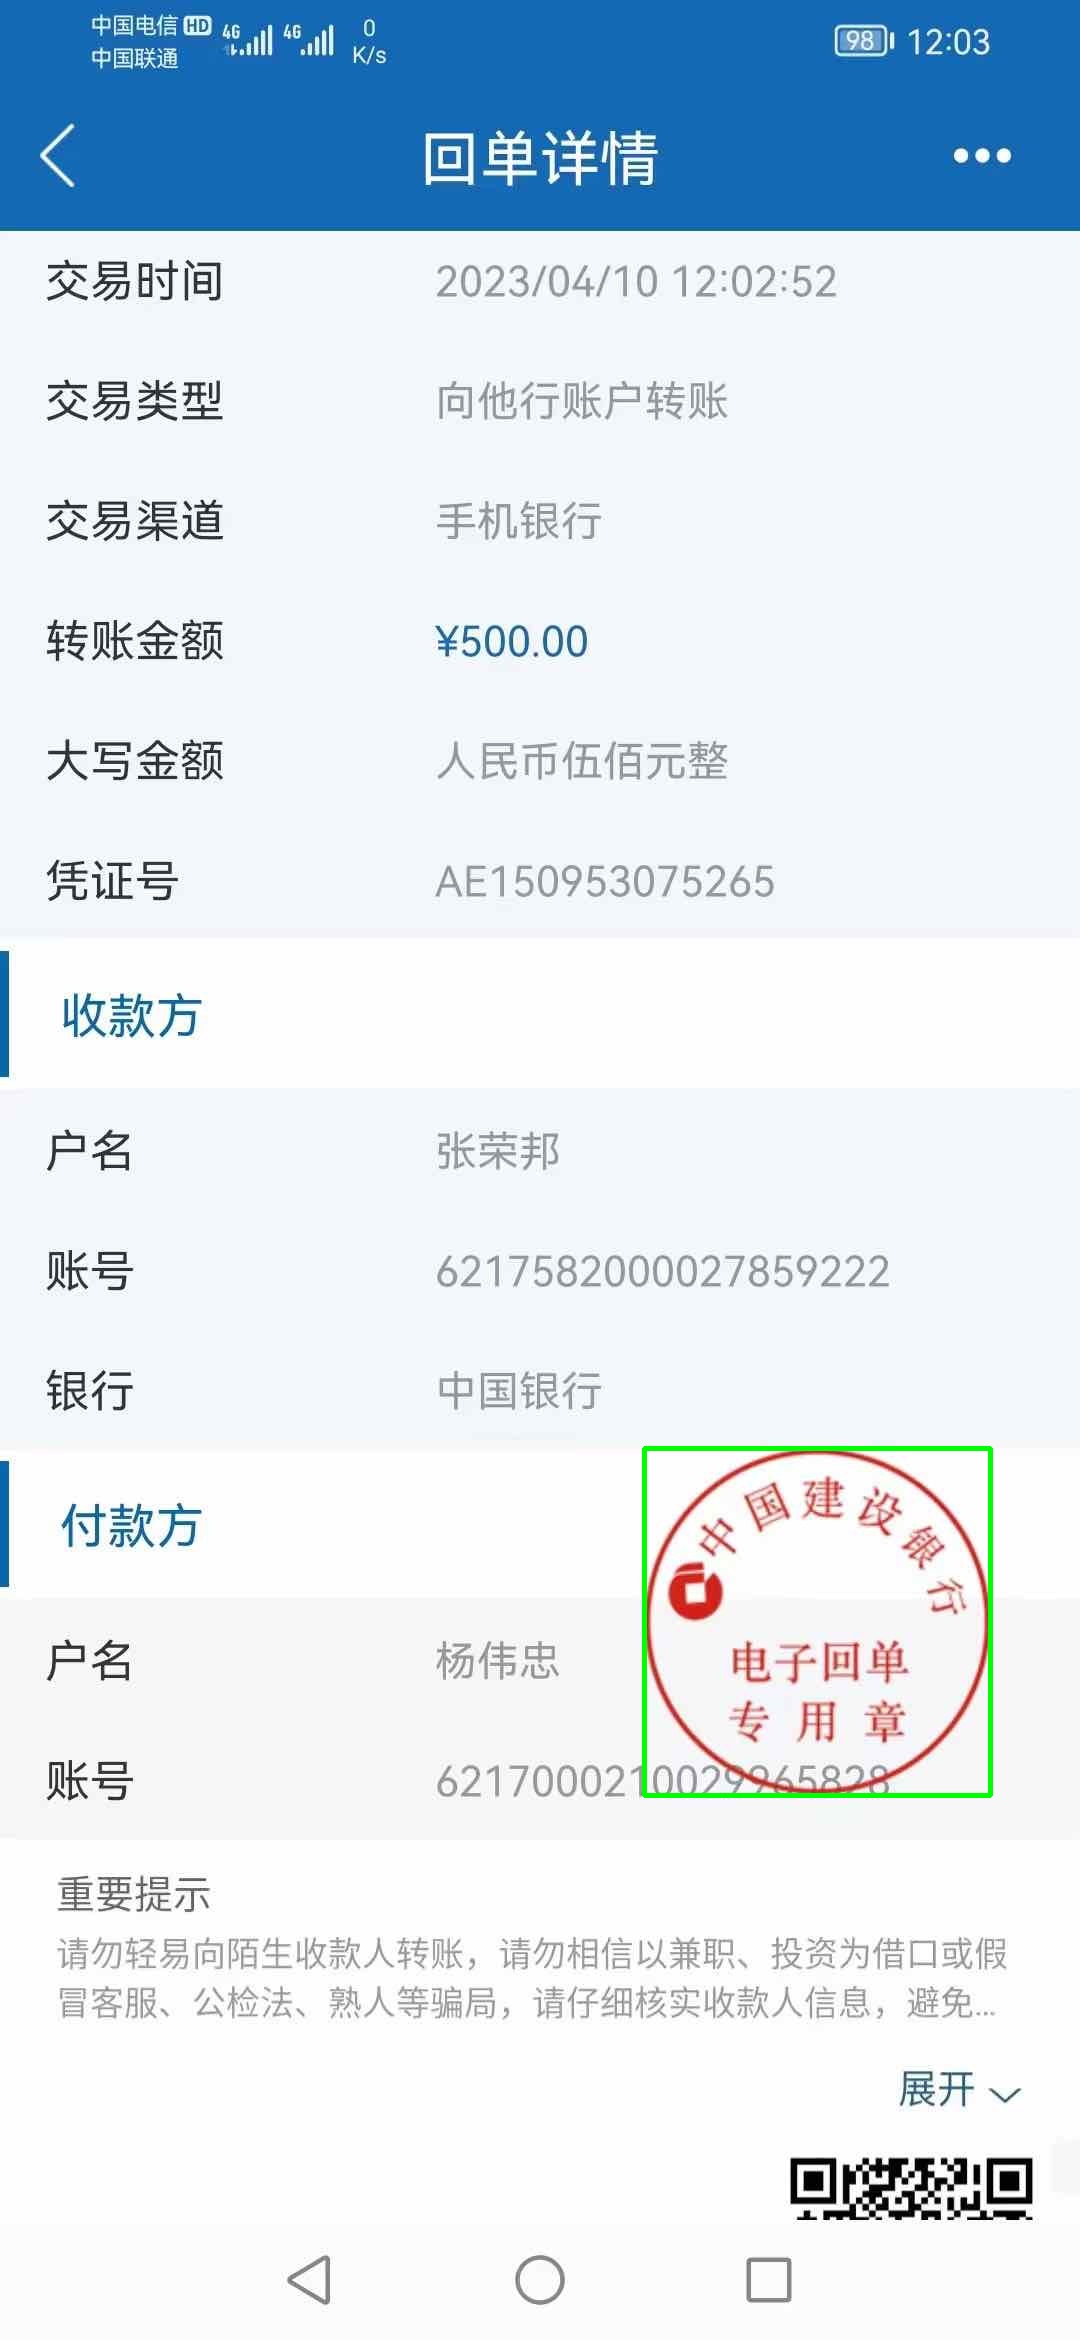 中国电信 HD 4G 4G 0 K/s 98 12:03
中国联通
回单详情
交易时间 2023/04/10 12:02:52
交易类型 向他行账户转账
交易渠道 手机银行
转账金额 ¥500.00
大写金额 人民币伍佰元整
凭证号 AE150953075265
收款方
户名 张荣邦
账号 6217582000027859222
银行 中国银行
付款方
中国建设银行
电子回单
专用章
户名 杨伟忠
账号 6217000210029965828
重要提示
请勿轻易向陌生收款人转账，请勿相信以兼职、投资为借口或假
冒客服、公检法、熟人等骗局，请仔细核实收款人信息，避免...
展开